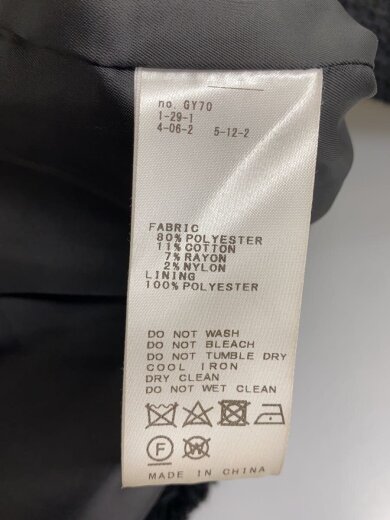 no. GY70
1-29-1
4-06-2 5-12-2
FABRIC
80% POLYESTER
11% COTTON
7% RAYON
2% NYLON
LINING
100% POLYESTER
DO NOT WASH
DO NOT BLEACH
DO NOT TUMBLE DRY
COOL IRON
DRY CLEAN
DO NOT WET CLEAN
F W
MADE IN CHINA